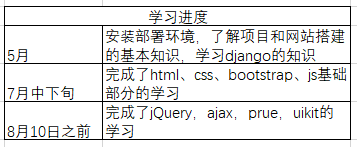 学习进度
安装部署环境，了解项目和网站搭建
5月 的基本知识，学习django的知识
完成了html、css、bootstrap、js基础
7月中下旬 部分的学习
完成了jQuery，ajax，prue，uikit的
8月10日之前 学习